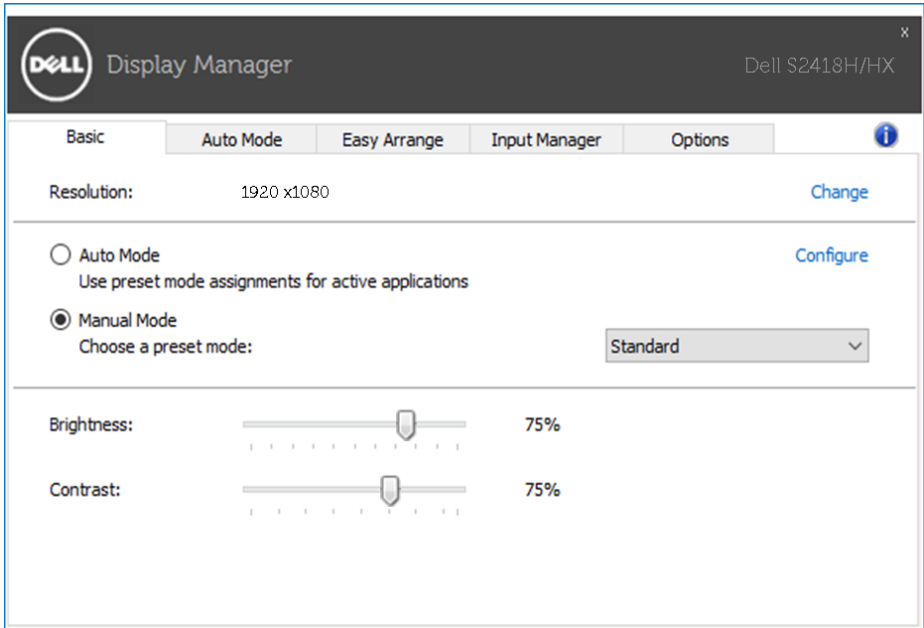 x
DELL Display Manager
Dell S2418H/HX
Basic Auto Mode Easy Arrange Input Manager Options i
Resolution: 1920 x1080 Change
Auto Mode Configure
Use preset mode assignments for active applications
Manual Mode
Choose a preset mode: Standard
Brightness: 75%
Contrast: 75%